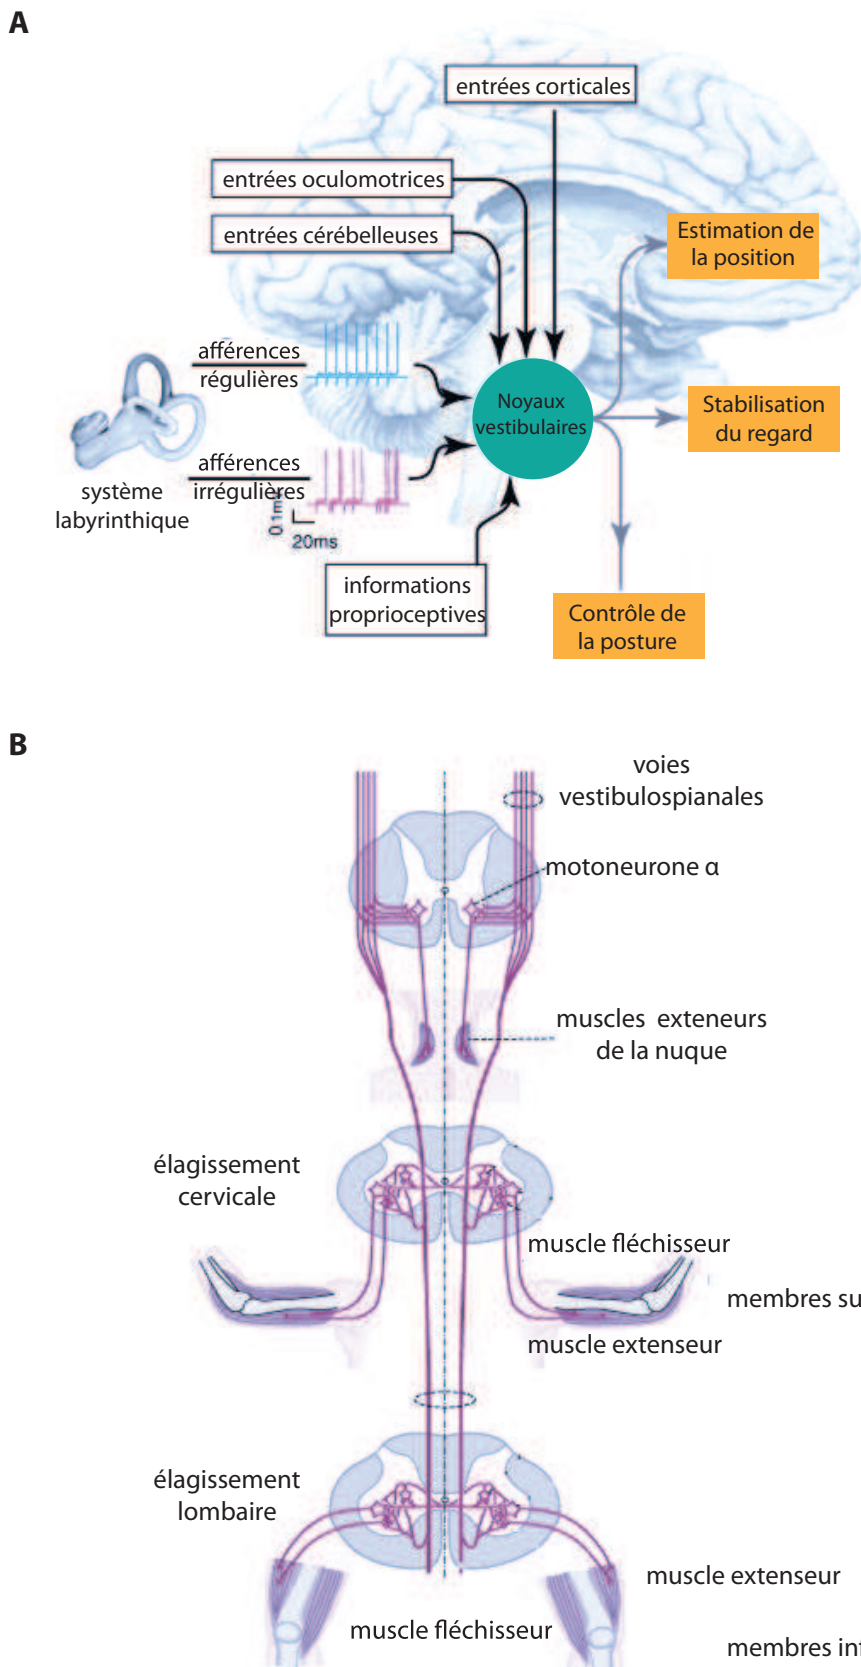 A
entrées corticales
entrées oculomotrices
entrées cérébelleuses
Estimation de
la position
afférences
régulières
Noyaux
vestibulaires
Stabilisation
du regard
afférences
irrégulières
système
labyrinthique
0.1mv
20ms
informations
proprioceptives
Contrôle de
la posture
B
voies
vestibulospianales
motoneurone α
muscles exteneurs
de la nuque
élagissement
cervicale
muscle fléchisseur
membres su
muscle extenseur
élagissement
lombaire
muscle extenseur
muscle fléchisseur
membres inf